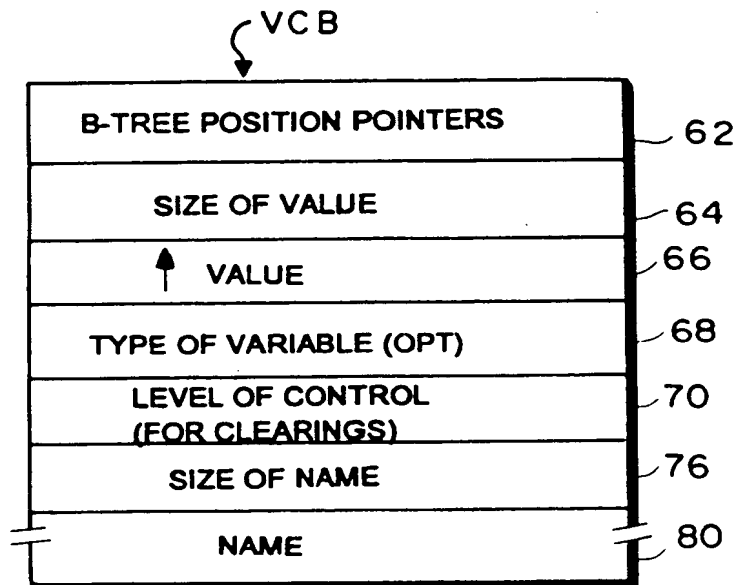 VCB
B-TREE POSITION POINTERS
62
SIZE OF VALUE
64
VALUE
66
TYPE OF VARIABLE (OPT)
68
LEVEL OF CONTROL
(FOR CLEARINGS)
70
SIZE OF NAME
76
NAME
80